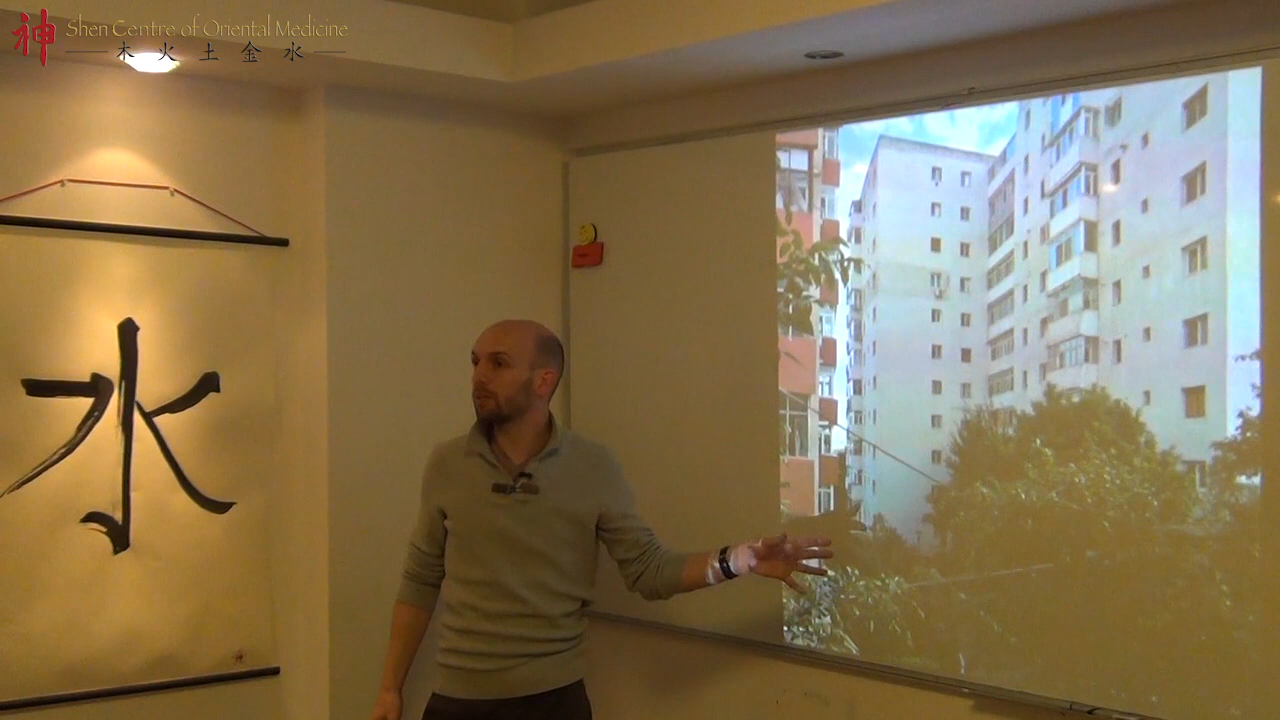 神 Shen Centre of Oriental Medicine
木 火 土 金 水
水